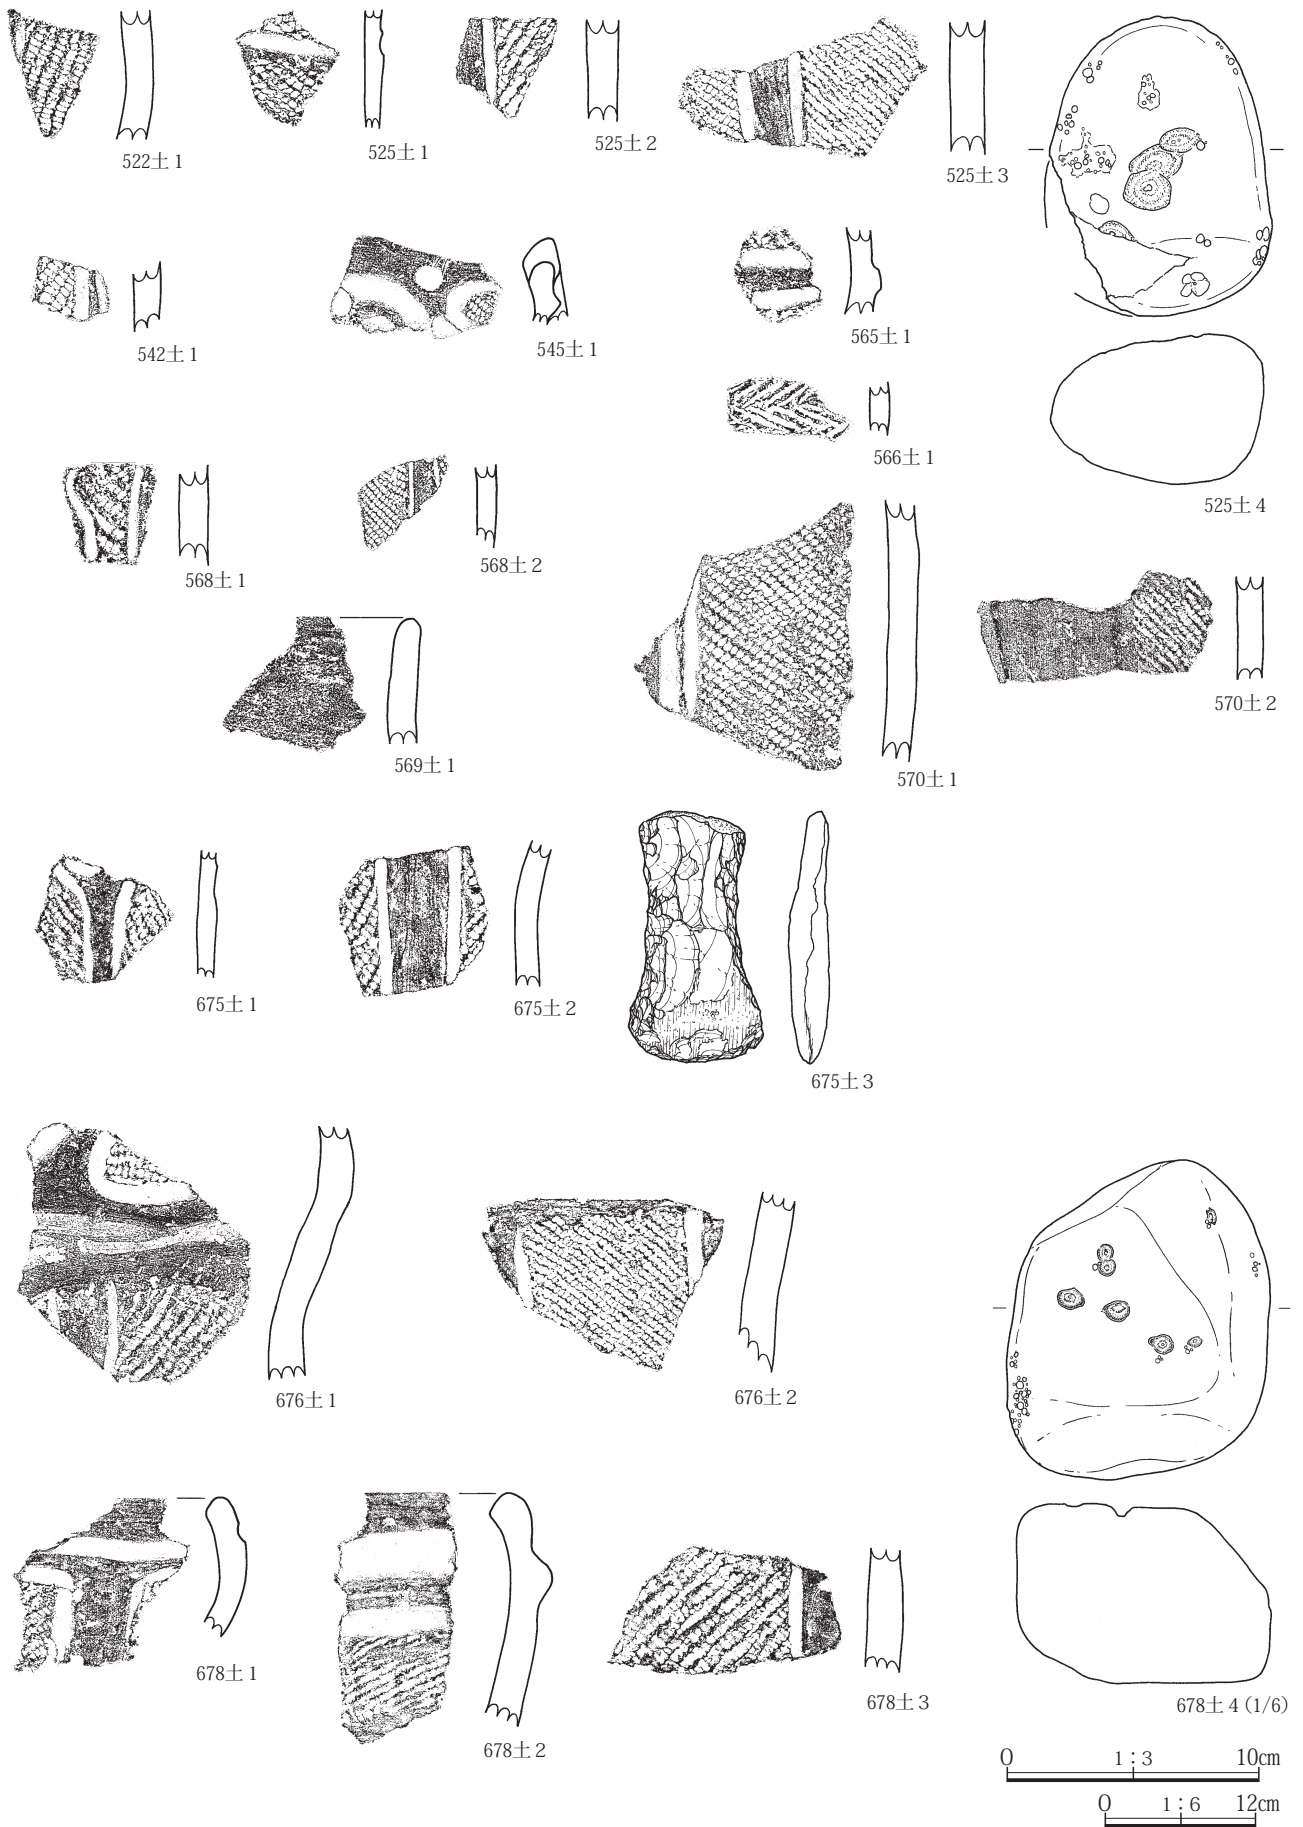 522土 1
525土 1
525土 2
525土 3
542土 1
545土 1
565土 1
566土 1
525土 4
568土 1
568土 2
569土 1
570土 1
570土 2
675土 1
675土 2
675土 3
676土 1
676土 2
678土 1
678土 2
678土 3
678土 4 (1/6)
0 1：3 10cm
0 1：6 12cm